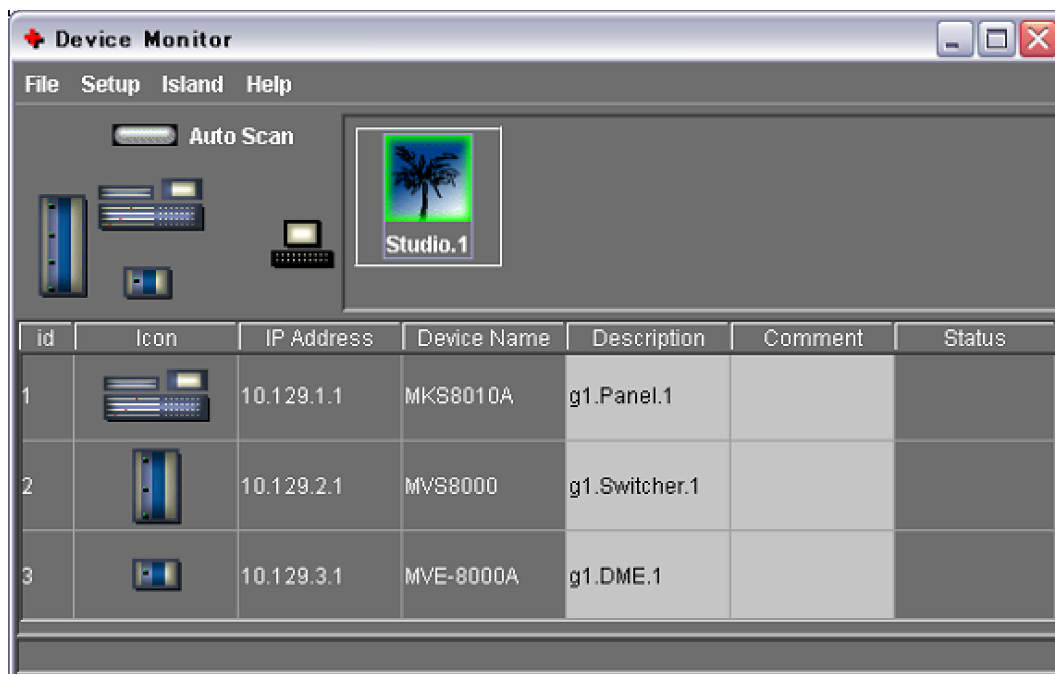 Device Monitor
File Setup Island Help
Auto Scan
Studio.1
id Icon IP Address Device Name Description Comment Status
1 10.129.1.1 MKS8010A g1.Panel.1
2 10.129.2.1 MVS8000 g1.Switcher.1
3 10.129.3.1 MVE-8000A g1.DME.1